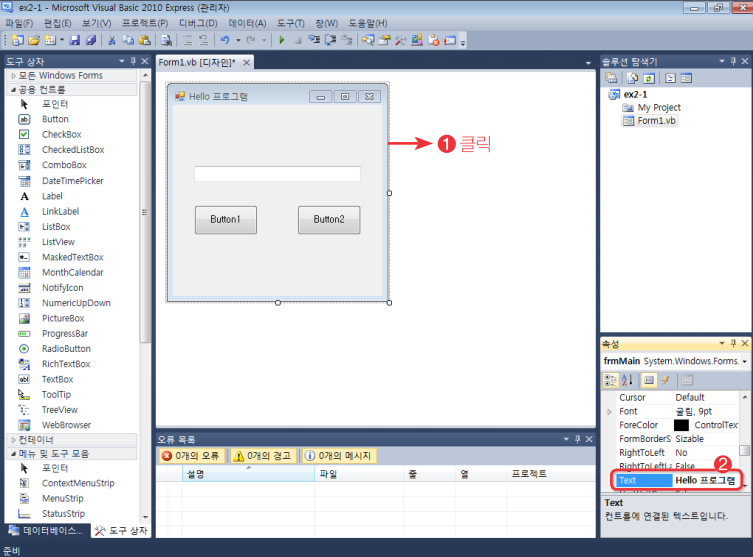 ex2-1 - Microsoft Visual Basic 2010 Express (관리자)
파일(F) 편집(E) 보기(V) 프로젝트(P) 디버그(D) 데이터(A) 도구(T) 창(W) 도움말(H)
도구 상자
모든 Windows Forms
공용 컨트롤
포인터
Button
CheckBox
CheckedListBox
ComboBox
DateTimePicker
Label
LinkLabel
ListBox
ListView
MaskedTextBox
MonthCalendar
NotifyIcon
NumericUpDown
PictureBox
ProgressBar
RadioButton
RichTextBox
TextBox
ToolTip
TreeView
WebBrowser
컨테이너
메뉴 및 도구 모음
포인터
ContextMenuStrip
MenuStrip
StatusStrip
데이터베이스... 도구 상자
Form1.vb [디자인]*
Hello 프로그램
Button1 Button2
1 클릭
오류 목록
0개의 오류 0개의 경고 0개의 메시지
설명 파일 줄 열 프로젝트
솔루션 탐색기
ex2-1
My Project
Form1.vb
속성
frmMain System.Windows.Forms.
Cursor Default
Font 굴림, 9pt
ForeColor ControlTex
FormBorderS Sizable
RightToLeft No
RightToLeftLa False
2
Text Hello 프로그램
Text
컨트롤에 연결된 텍스트입니다.
준비